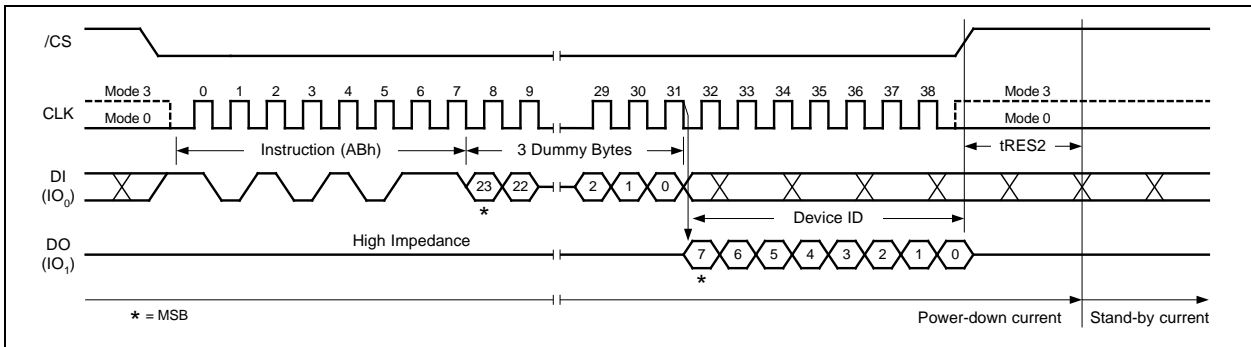 /CS
0 1 2 3 4 5 6 7 8 9 29 30 31 32 33 34 35 36 37 38
Mode 3 Mode 3
CLK
Mode 0 Mode 0
Instruction (ABh) 3 Dummy Bytes tRES2
DI
(IO0)
23 22 2 1 0
*
Device ID
High Impedance
DO
(IO1)
7 6 5 4 3 2 1 0
*
* = MSB
Power-down current Stand-by current